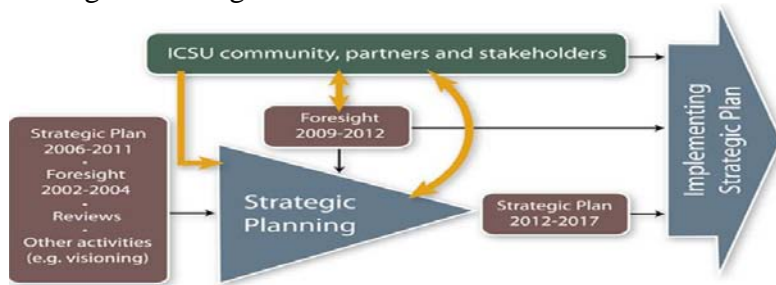 ICSU community, partners and stakeholders
Foresight
2009-2012
Strategic Plan
2006-2011
-
Foresight
2002-2004
-
Reviews
-
Other activities
(e.g. visioning)
Strategic
Planning
Strategic Plan
2012-2017
Implementing
Strategic Plan